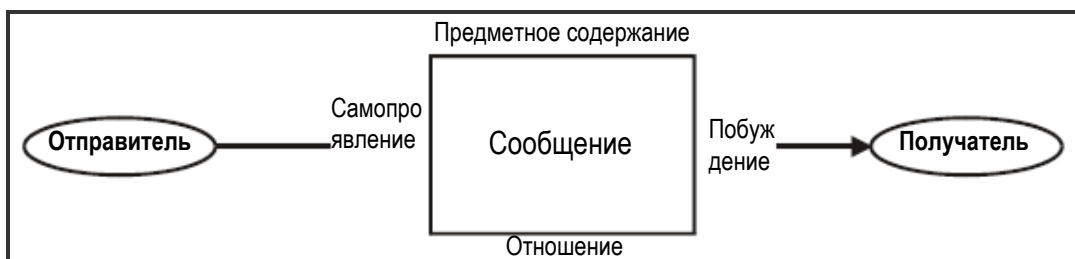 Предметное содержание
Самопро
явление
Отправитель
Сообщение
Побуж
дение
Получатель
Отношение